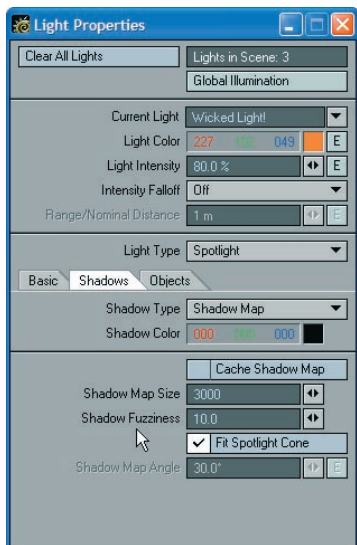 Light Properties
Clear All Lights
Lights in Scene: 3
Global Illumination
Current Light Wicked Light!
Light Color 227 049 E
Light Intensity 80.0 % E
Intensity Falloff Off
Range/Nominal Distance 1 m E
Light Type Spotlight
Basic Shadows Objects
Shadow Type Shadow Map
Shadow Color 000 000 000
Cache Shadow Map
Shadow Map Size 3000
Shadow Fuzziness 10.0
Fit Spotlight Cone
Shadow Map Angle 30.0° E